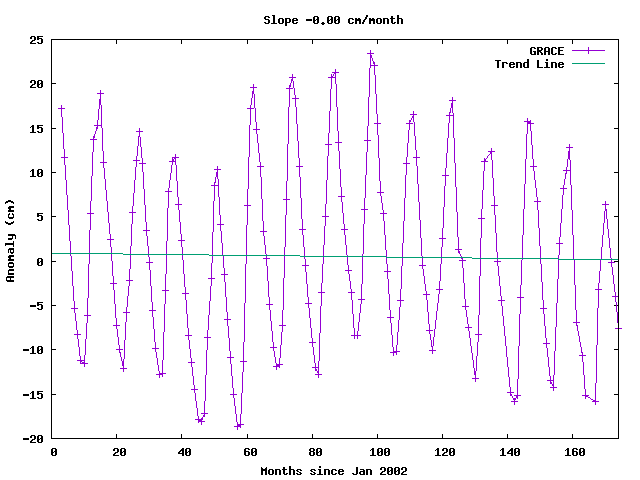 Slope -0.00 cm/month
25
20
15
10
5
0
-5
-10
-15
-20
Anomaly (cm)
GRACE
Trend Line
0 20 40 60 80 100 120 140 160
Months since Jan 2002